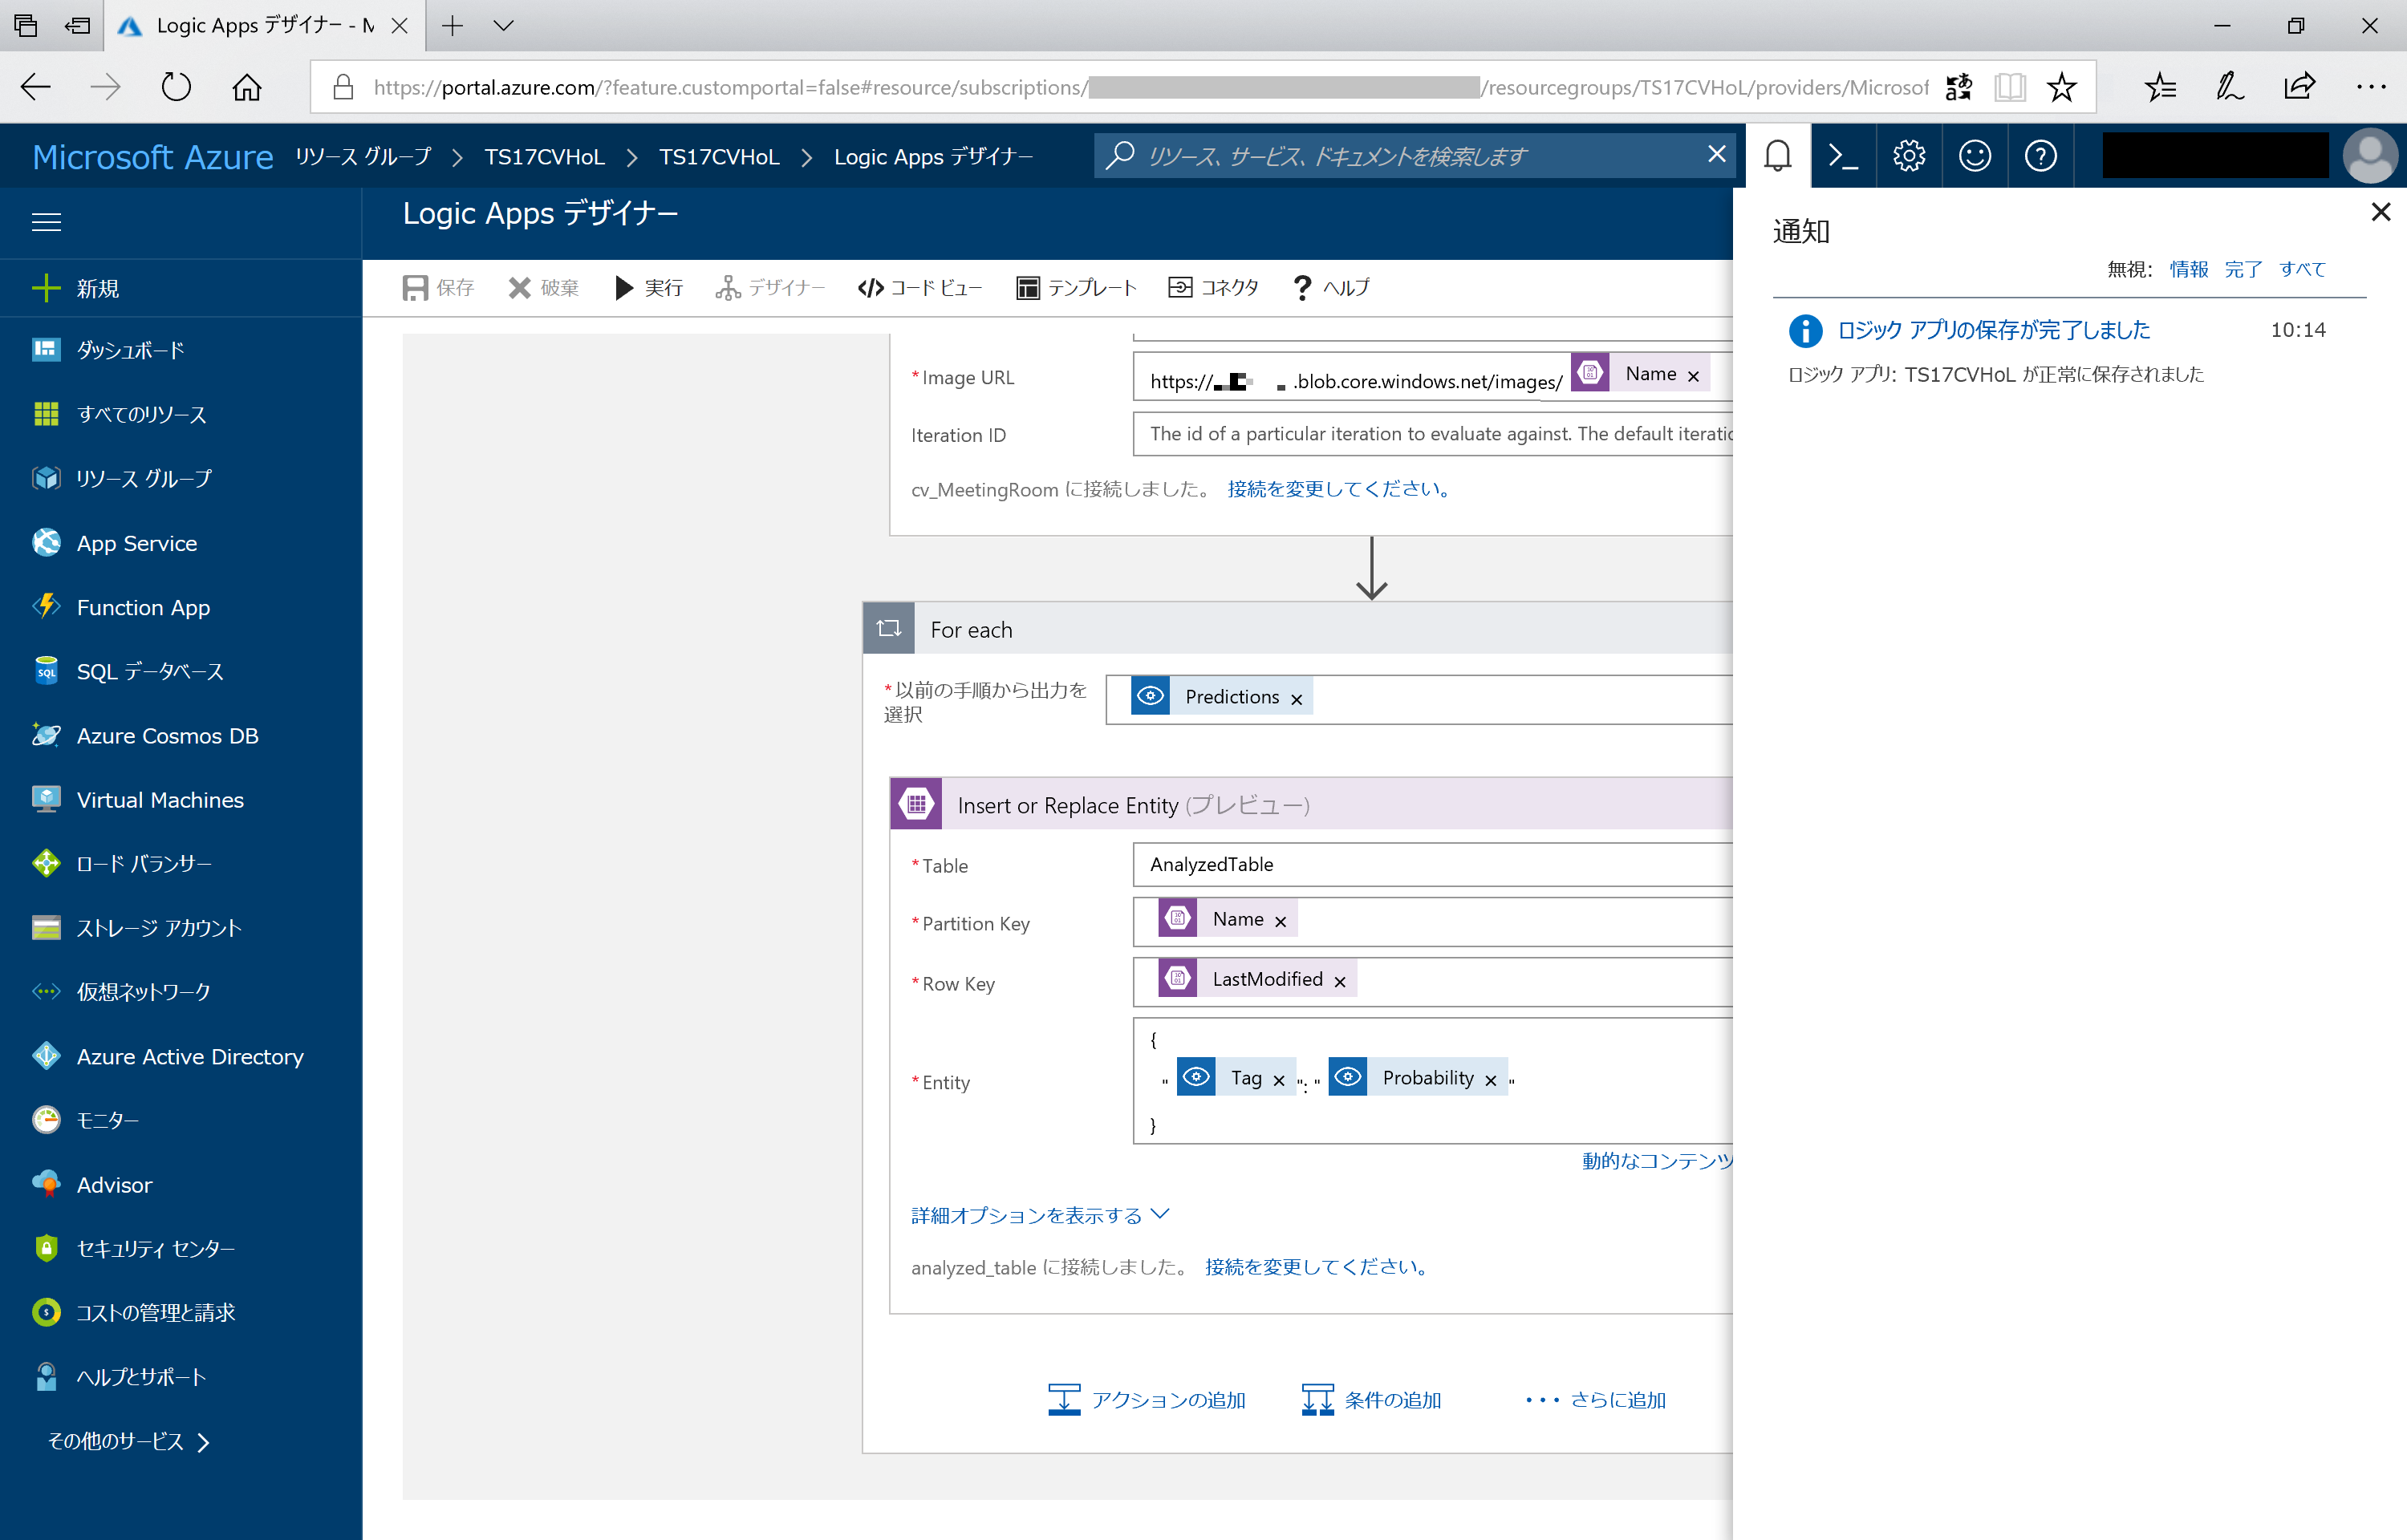 Logic Apps デザイナー - M
https://portal.azure.com/?feature.customportal=false#resource/subscriptions/ /resourcegroups/TS17CVHoL/providers/Microsof
Microsoft Azure リソース グループ > TS17CVHoL > TS17CVHoL > Logic Apps デザイナー
リソース、サービス、ドキュメントを検索します
Logic Apps デザイナー
保存 破棄 実行 デザイナー コード ビュー テンプレート コネクタ ヘルプ
新規
ダッシュボード
すべてのリソース
リソース グループ
App Service
Function App
SQL データベース
Azure Cosmos DB
Virtual Machines
ロード バランサー
ストレージ アカウント
仮想ネットワーク
Azure Active Directory
モニター
Advisor
セキュリティ センター
コストの管理と請求
ヘルプとサポート
その他のサービス >
* Image URL
https:// .blob.core.windows.net/images/ Name ×
Iteration ID
The id of a particular iteration to evaluate against. The default iteratio
cv_MeetingRoom に接続しました。 接続を変更してください。
For each
* 以前の手順から出力を
選択
Predictions ×
Insert or Replace Entity (プレビュー)
* Table
AnalyzedTable
* Partition Key
Name ×
* Row Key
LastModified ×
* Entity
{
" Tag × ": " Probability × "
}
動的なコンテンツ
詳細オプションを表示する
analyzed_table に接続しました。 接続を変更してください。
アクションの追加 条件の追加 ··· さらに追加
通知
無視: 情報 完了 すべて
ロジック アプリの保存が完了しました 10:14
ロジック アプリ: TS17CVHoL が正常に保存されました